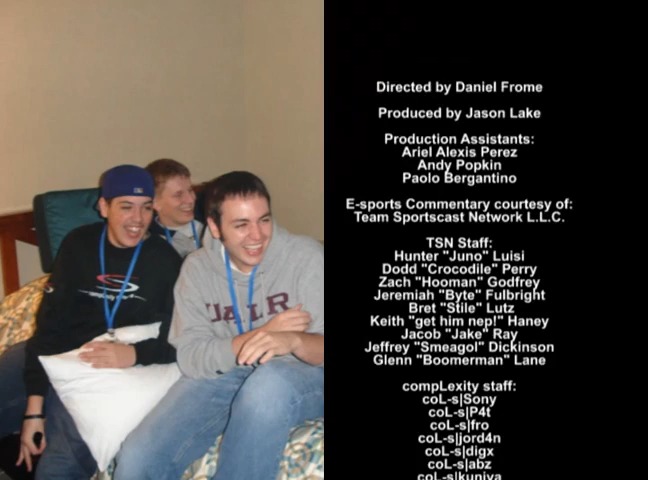 UALR
Directed by Daniel Frome
Produced by Jason Lake
Production Assistants:
Ariel Alexis Perez
Andy Popkin
Paolo Bergantino
E-sports Commentary courtesy of:
Team Sportscast Network L.L.C.
TSN Staff:
Hunter "Juno" Luisi
Dodd "Crocodile" Perry
Zach "Hooman" Godfrey
Jeremiah "Byte" Fulbright
Bret "Stile" Lutz
Keith "get him nep!" Haney
Jacob "Jake" Ray
Jeffrey "Smeagol" Dickinson
Glenn "Boomerman" Lane
compLexity staff:
coL-s|Sony
coL-s|P4t
coL-s|fro
coL-s|jord4n
coL-s|digx
coL-s|abz
coL-s|kuniva